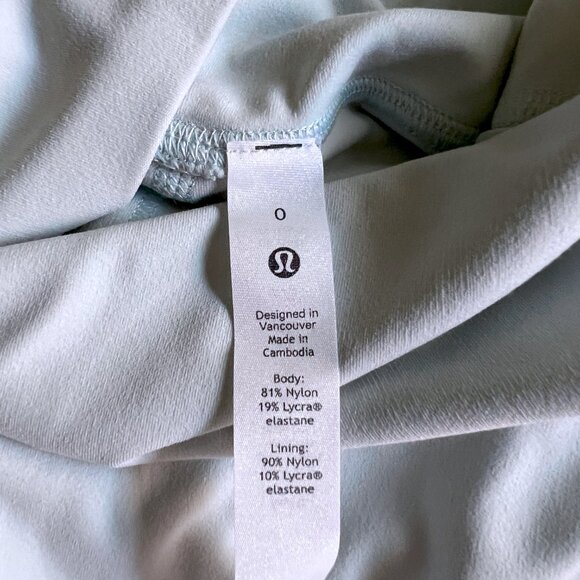 0
Designed in
Vancouver
Made in
Cambodia
Body:
81% Nylon
19% Lycra®
elastane
Lining:
90% Nylon
10% Lycra®
elastane